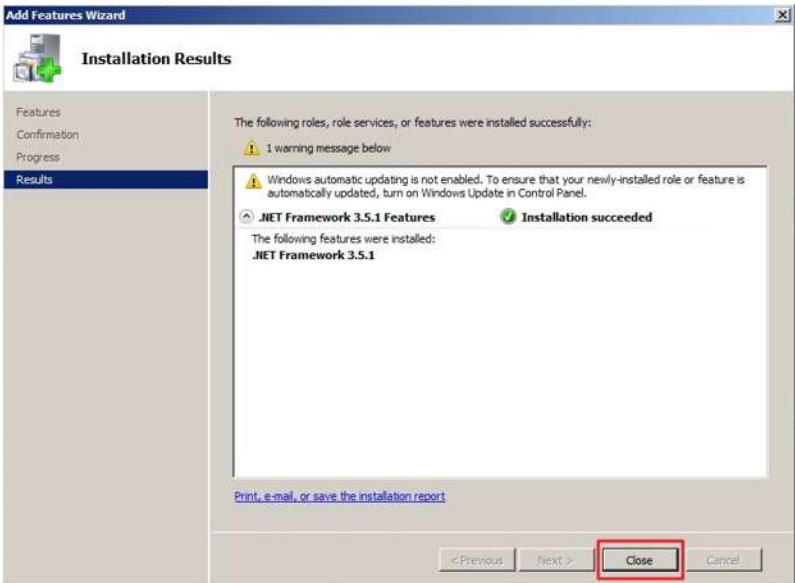 Add Features Wizard
Installation Results
Features
Confirmation
Progress
Results
The following roles, role services, or features were installed successfully:
1 warning message below
Windows automatic updating is not enabled. To ensure that your newly-installed role or feature is
automatically updated, turn on Windows Update in Control Panel.
.NET Framework 3.5.1 Features Installation succeeded
The following features were installed:
.NET Framework 3.5.1
Print, e-mail, or save the installation report
< Previous Next > Close Cancel